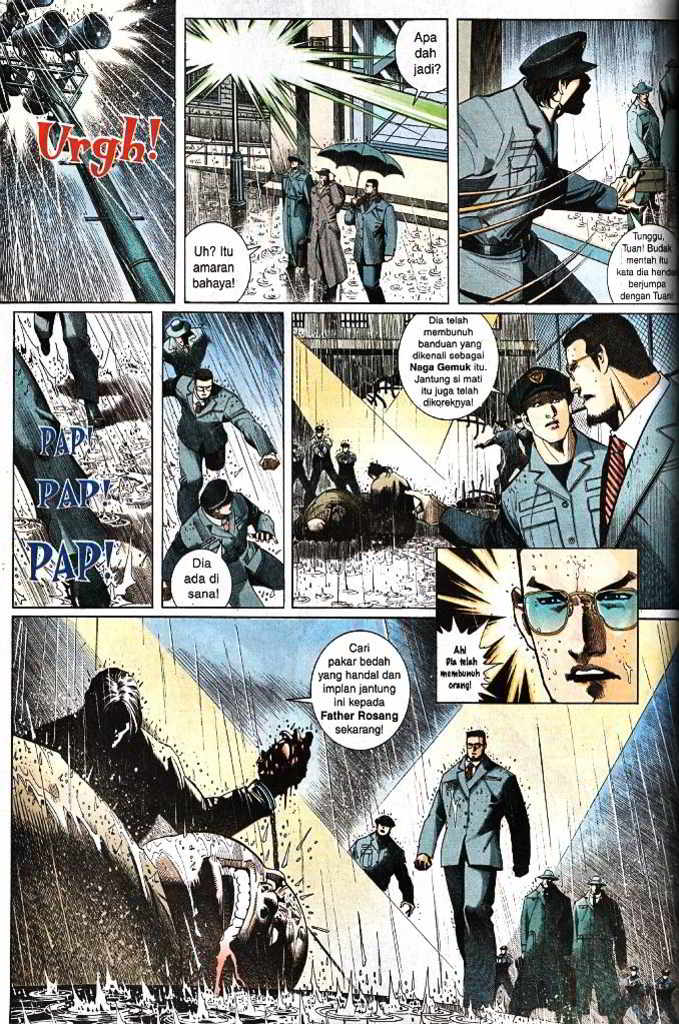 Urgh!
Apa
dah
jadi?
Uh? Itu
amaran
bahaya!
Tunggu,
Tuan! Budak
mentah itu
kata dia hendak
berjumpa
dengan Tuan!
PAP!
PAP!
PAP!
Dia
ada di
sana!
Dia telah
membunuh
banduan yang
dikenali sebagai
Naga Gemuk itu.
Jantung si mati
itu juga telah
dikoreknya!
Ah!
Dia telah
membunuh
orang!
Cari
pakar bedah
yang handal dan
implan jantung
ini kepada
Father Rosang
sekarang!